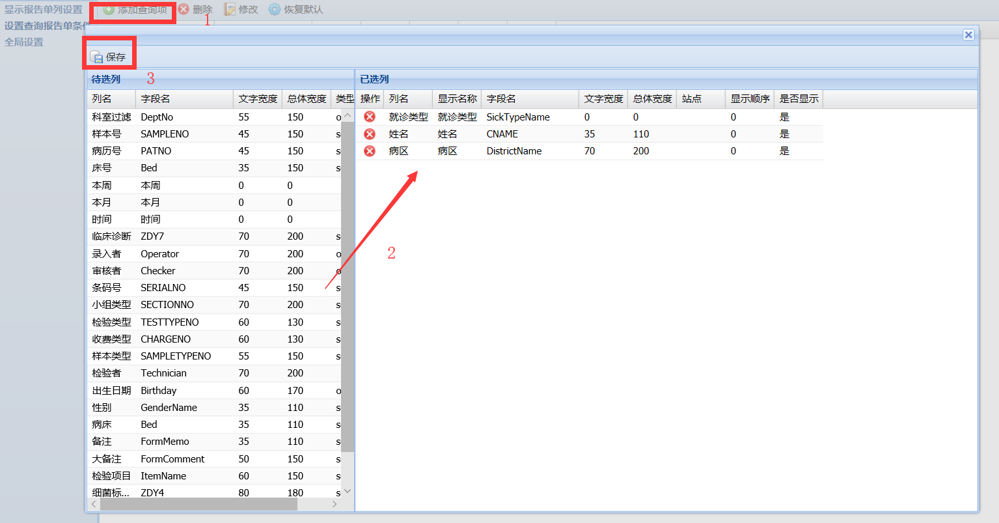 显示报告单列设置
添加查询项 删除 修改 恢复默认
1
设置查询报告单条件
全局设置
保存
3
待选列
列名 字段名 文字宽度 总体宽度 类型
科室过滤 DeptNo 55 150 o
样本号 SAMPLENO 45 150 s
病历号 PATNO 45 150 s
床号 Bed 35 150 s
本周 本周 0 0
本月 本月 0 0
时间 时间 0 0
临床诊断 ZDY7 70 200 s
录入者 Operator 70 200 o
审核者 Checker 70 200 o
条码号 SERIALNO 45 150 s
小组类型 SECTIONNO 70 200 s
检验类型 TESTTYPENO 60 130 s
收费类型 CHARGENO 60 130 s
样本类型 SAMPLETYPENO 55 150 s
检验者 Technician 70 200
出生日期 Birthday 60 170 o
性别 GenderName 35 110 s
病床 Bed 35 110 s
备注 FormMemo 35 110 s
大备注 FormComment 50 150 s
检验项目 ItemName 60 150 s
细菌标... ZDY4 80 180 s
已选列
操作 列名 显示名称 字段名 文字宽度 总体宽度 站点 显示顺序 是否显示
就诊类型 就诊类型 SickTypeName 0 0 0 是
姓名 姓名 CNAME 35 110 0 是
病区 病区 DistrictName 70 200 0 是
2